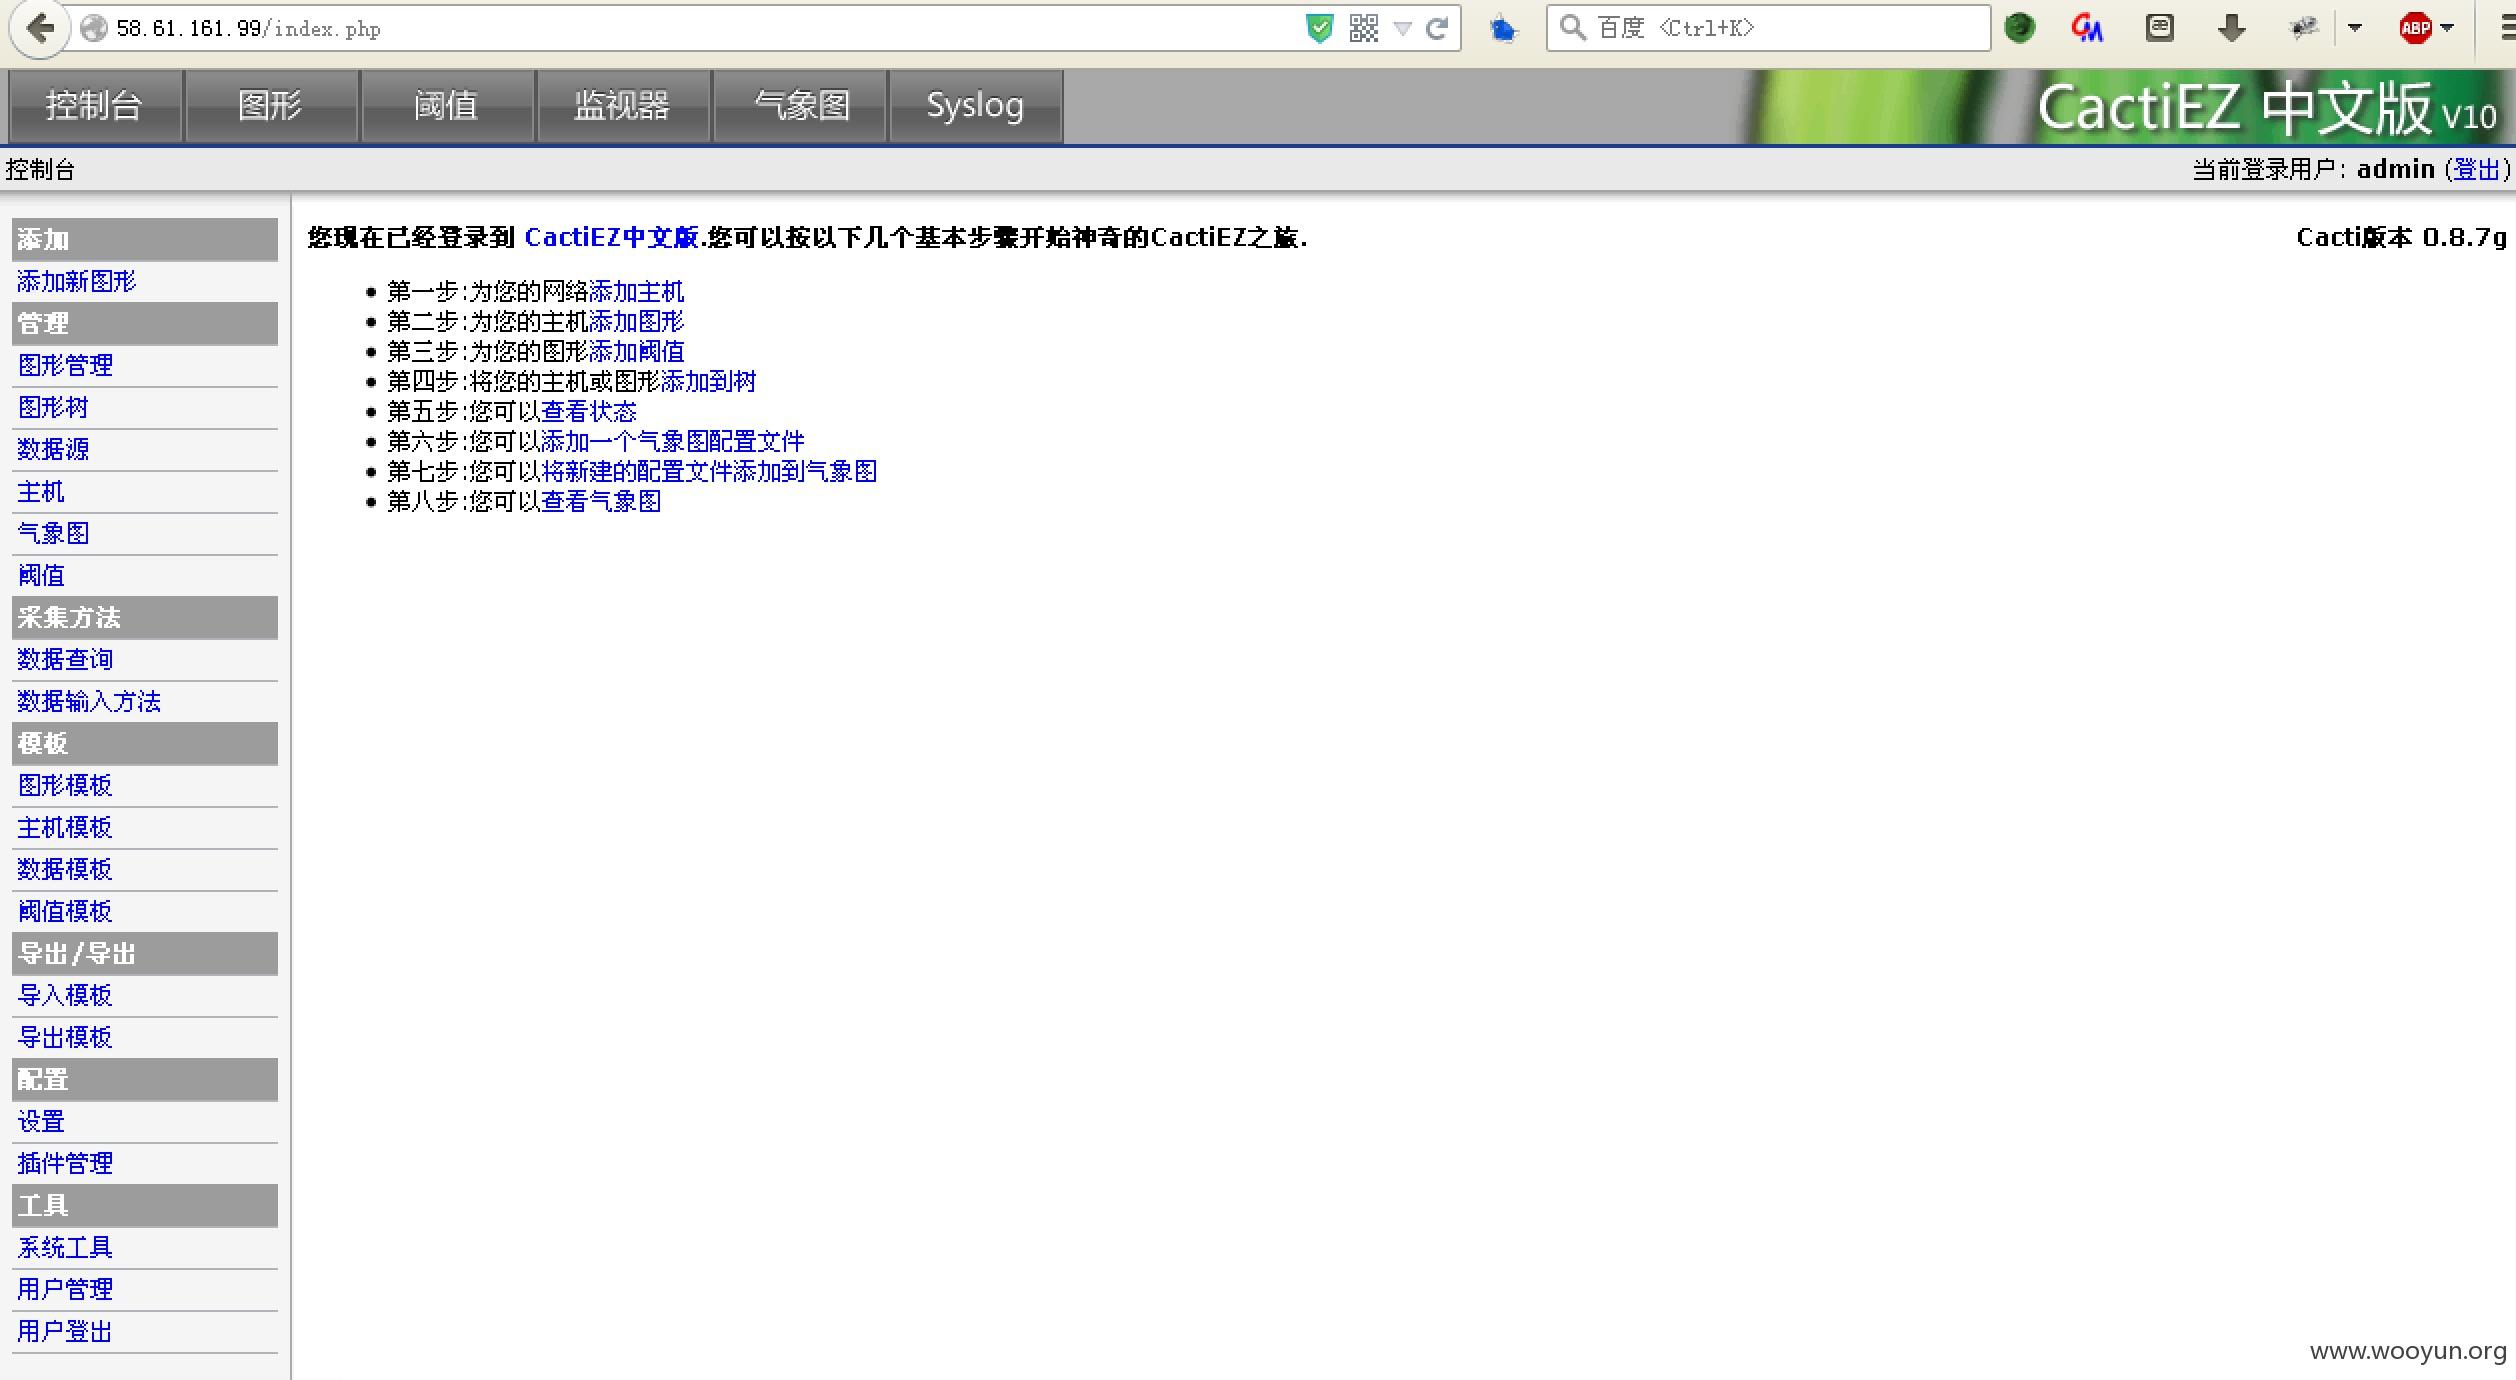 58.61.161.99/index.php
百度 <Ctrl+K>
ABP
控制台 图形 阈值 监视器 气象图 Syslog
CactiEZ 中文版 V10
控制台
当前登录用户: admin (登出)
添加
添加新图形
管理
图形管理
图形树
数据源
主机
气象图
阈值
采集方法
数据查询
数据输入方法
模板
图形模板
主机模板
数据模板
阈值模板
导出/导出
导入模板
导出模板
配置
设置
插件管理
工具
系统工具
用户管理
用户登出
您现在已经登录到 CactiEZ中文版.您可以按以下几个基本步骤开始神奇的CactiEZ之旅.
Cacti版本 0.8.7g
第一步:为您的网络添加主机
第二步:为您的主机添加图形
第三步:为您的图形添加阈值
第四步:将您的主机或图形添加到树
第五步:您可以查看状态
第六步:您可以添加一个气象图配置文件
第七步:您可以将新建的配置文件添加到气象图
第八步:您可以查看气象图
www.wooyun.org